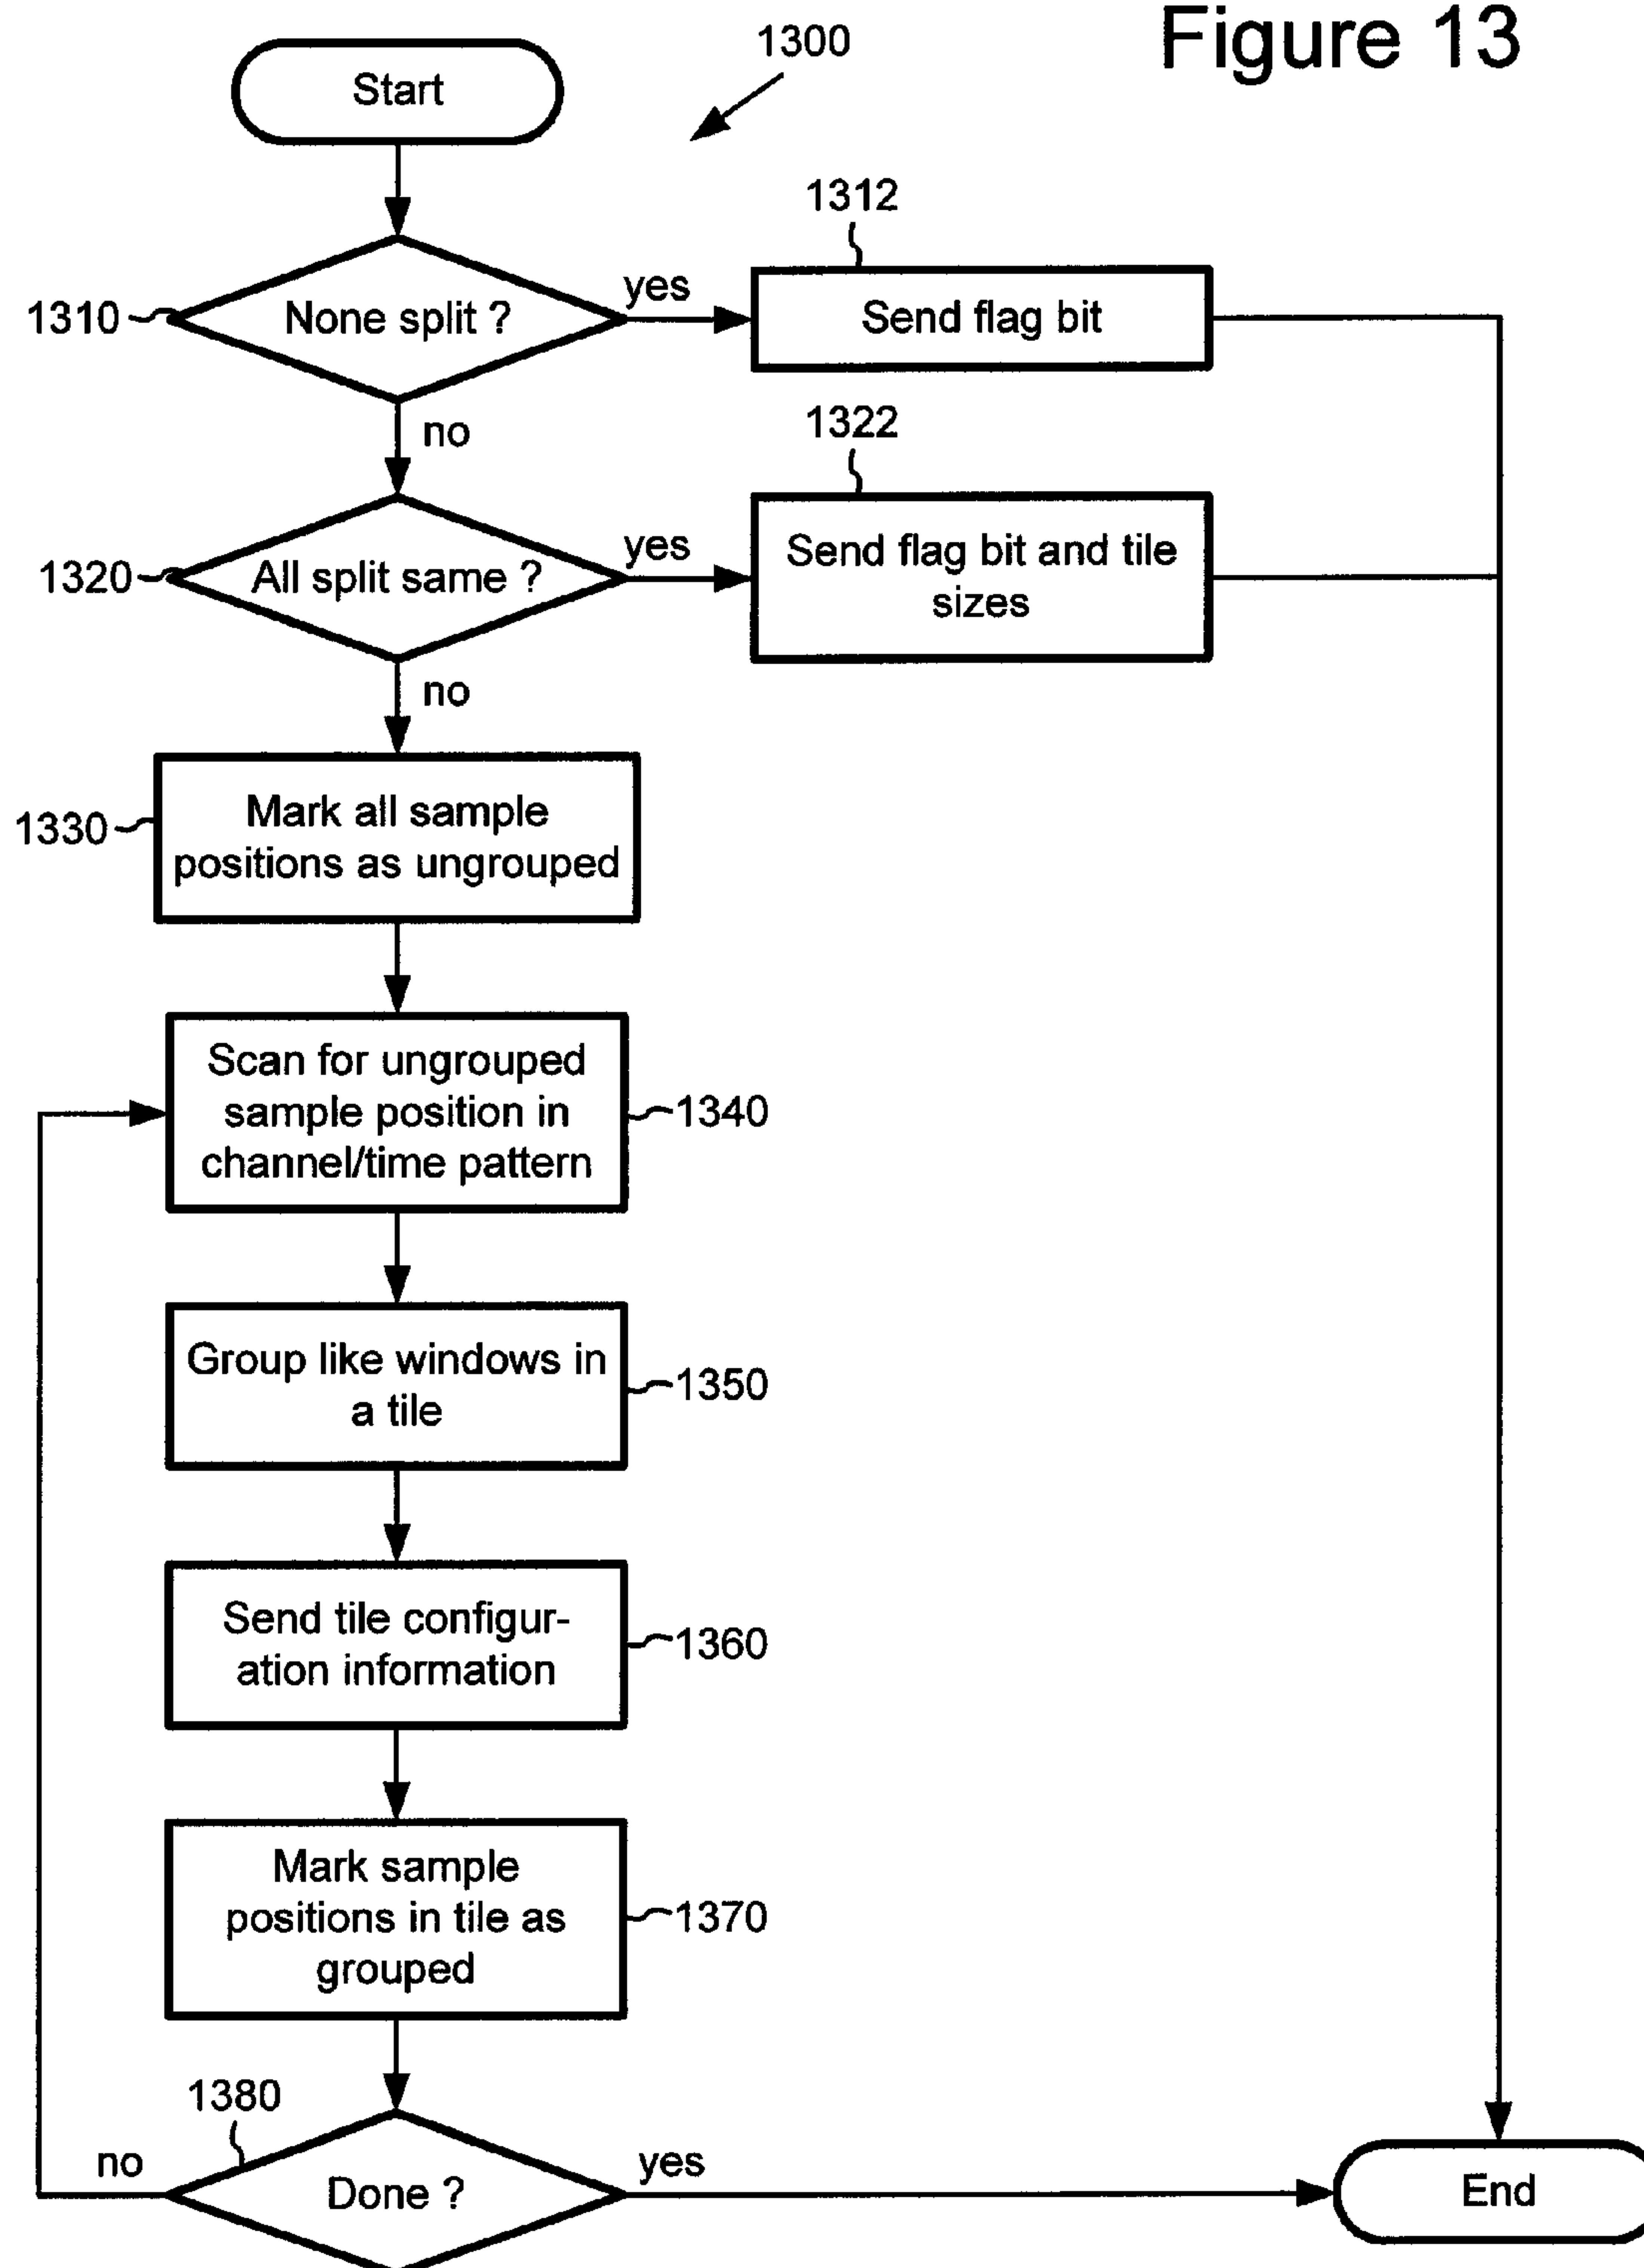 Figure 13
1300
Start
1312
1310
None split ?
yes
Send flag bit
no
1322
1320
All split same ?
yes
Send flag bit and tile
sizes
no
1330
Mark all sample
positions as ungrouped
Scan for ungrouped
sample position in
channel/time pattern
1340
Group like windows in
a tile
1350
Send tile configur-
ation information
1360
Mark sample
positions in tile as
grouped
1370
1380
no
Done ?
yes
End